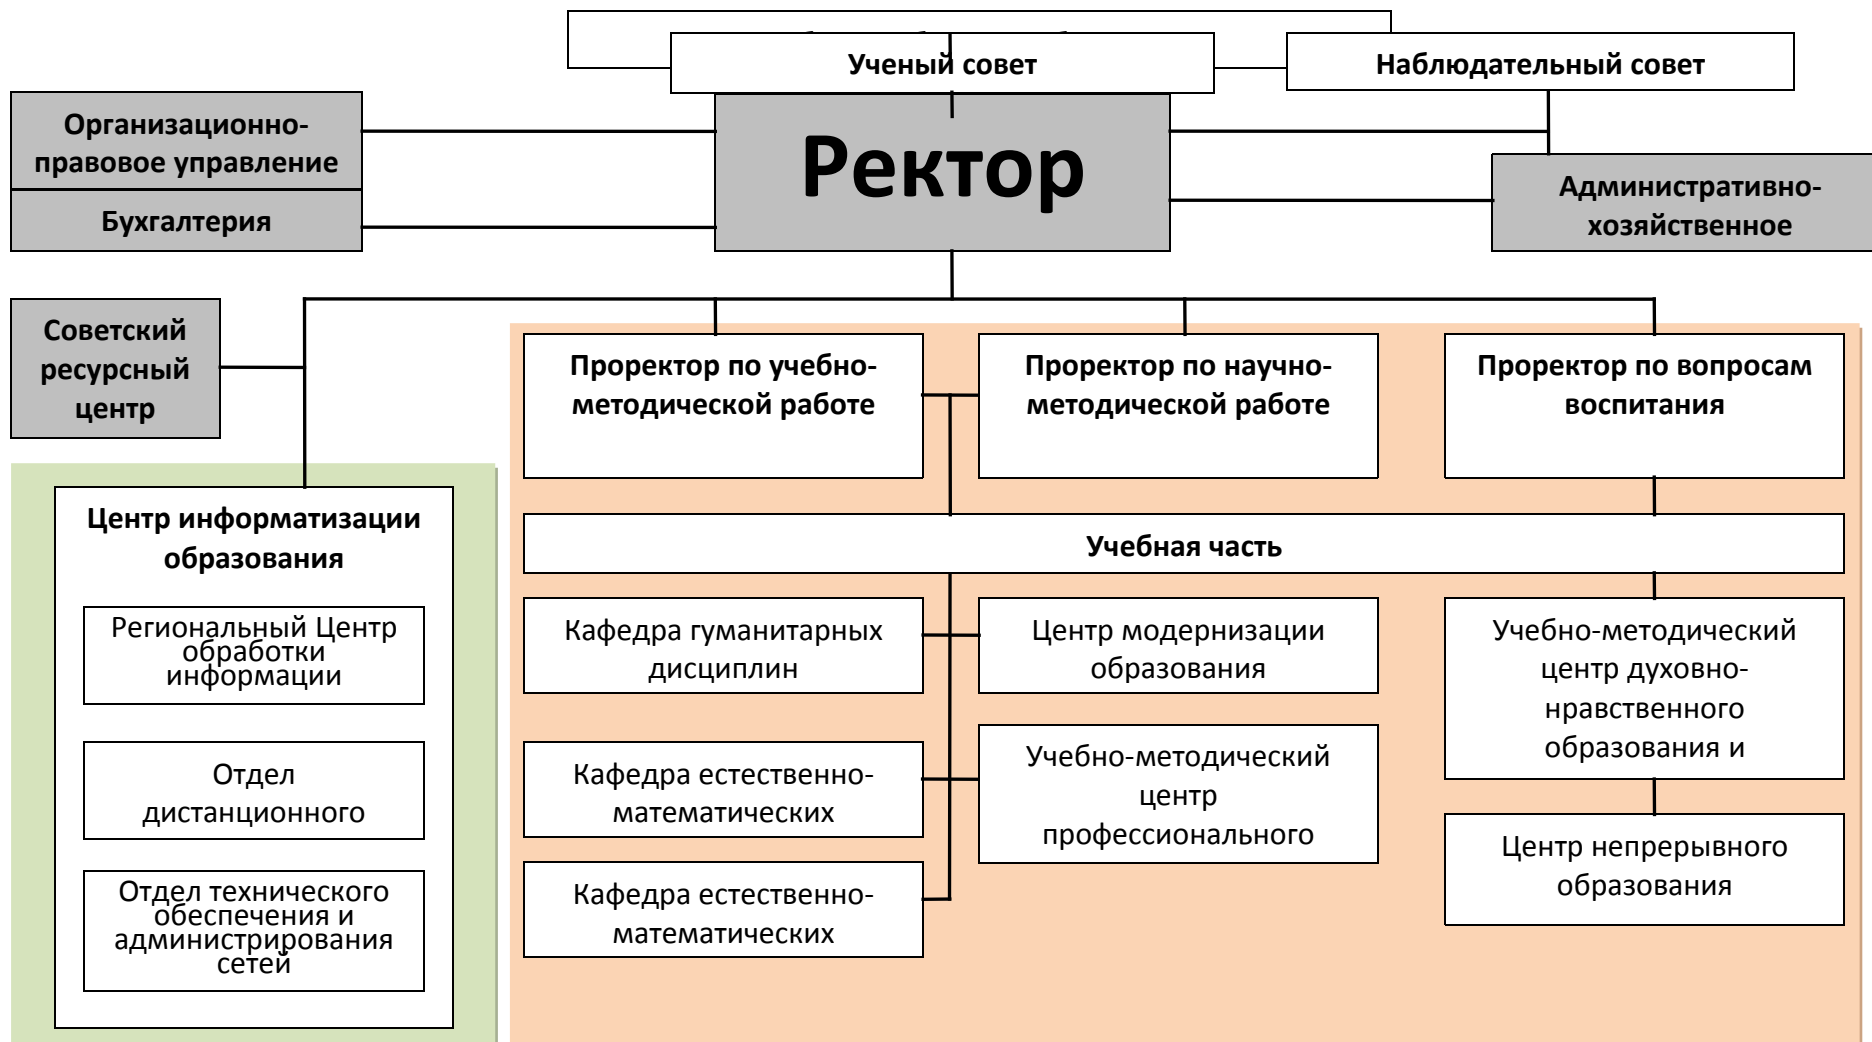 Ученый совет
Наблюдательный совет
Организационно-
правовое управление
Бухгалтерия
Ректор
Административно-
хозяйственное
Советский
ресурсный
центр
Проректор по учебно-
методической работе
Проректор по научно-
методической работе
Проректор по вопросам
воспитания
Центр информатизации
образования
Региональный Центр
обработки
информации
Отдел
дистанционного
Отдел технического
обеспечения и
администрирования
сетей
Учебная часть
Кафедра гуманитарных
дисциплин
Центр модернизации
образования
Учебно-методический
центр духовно-
нравственного
образования и
Кафедра естественно-
математических
Учебно-методический
центр
профессионального
Центр непрерывного
образования
Кафедра естественно-
математических